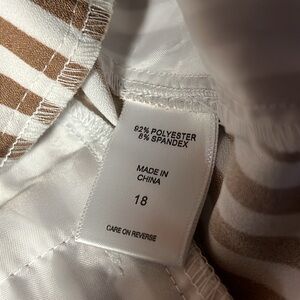 92% POLYESTER
8% SPANDEX
MADE IN
CHINA
18
CARE ON REVERSE